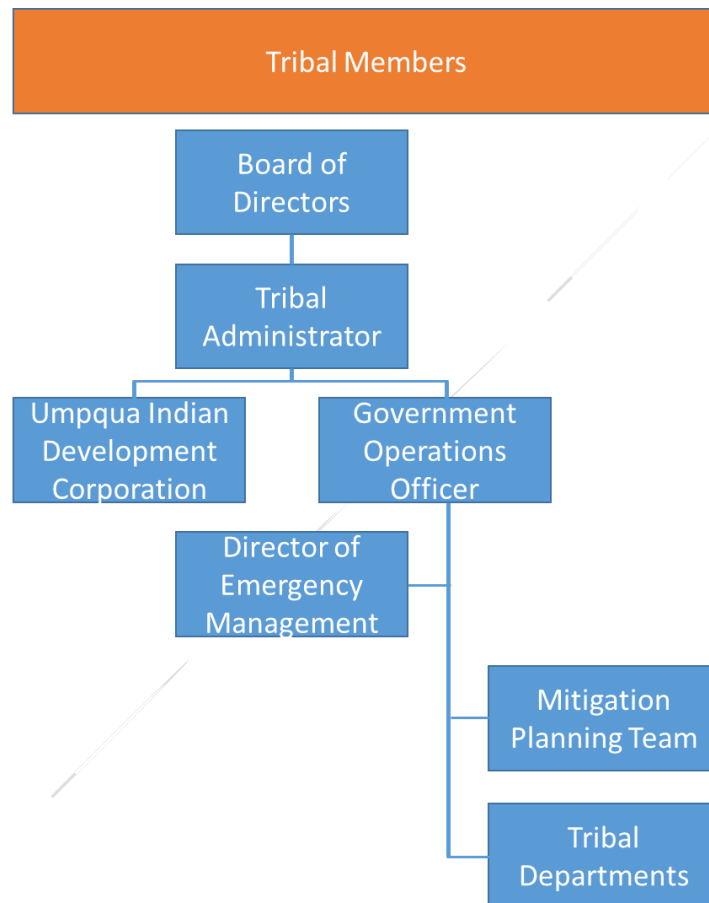 Tribal Members
Board of
Directors
Tribal
Administrator
Umpqua Indian
Development
Corporation
Government
Operations
Officer
Director of
Emergency
Management
Mitigation
Planning Team
Tribal
Departments